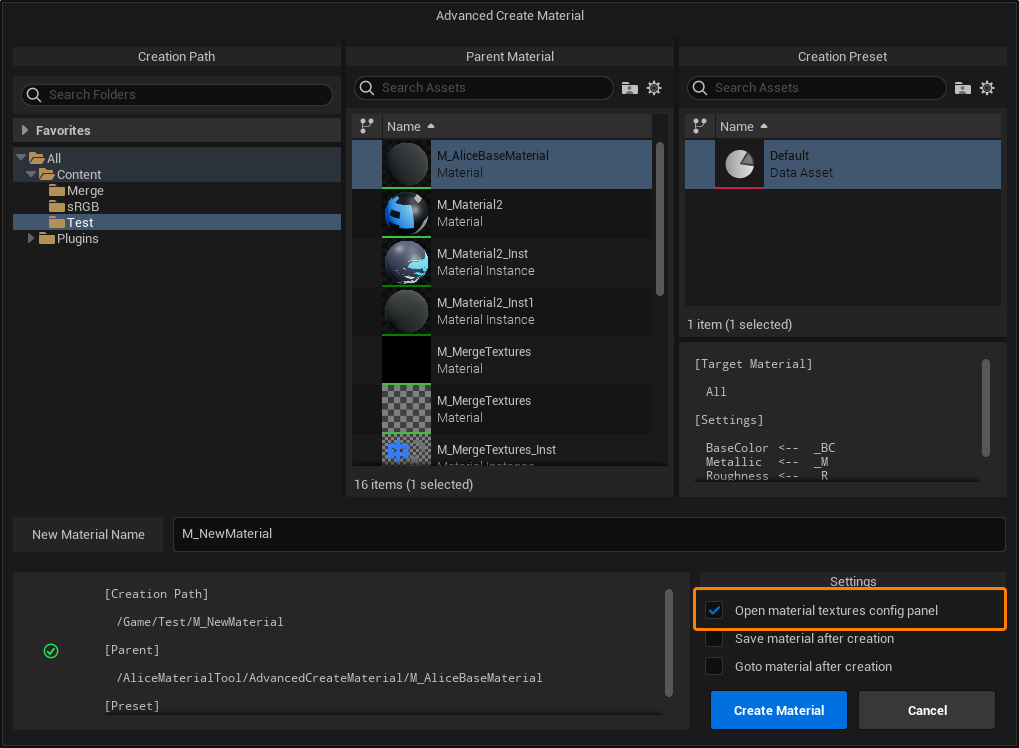 Advanced Create Material
Creation Path
Search Folders
Favorites
All
Content
Merge
sRGB
Test
Plugins
Parent Material
Search Assets
Name
M_AliceBaseMaterial
Material
M_Material2
Material
M_Material2_Inst
Material Instance
M_Material2_Inst1
Material Instance
M_MergeTextures
Material
M_MergeTextures
Material
M_MergeTextures_Inst
Material Instance
16 items (1 selected)
Creation Preset
Search Assets
Name
Default
Data Asset
1 item (1 selected)
[Target Material]
All
[Settings]
BaseColor <-- _BC
Metallic <-- _M
Roughness <-- _R
New Material Name
M_NewMaterial
[Creation Path]
/Game/Test/M_NewMaterial
[Parent]
/AliceMaterialTool/AdvancedCreateMaterial/M_AliceBaseMaterial
[Preset]
Settings
Open material textures config panel
Save material after creation
Goto material after creation
Create Material
Cancel